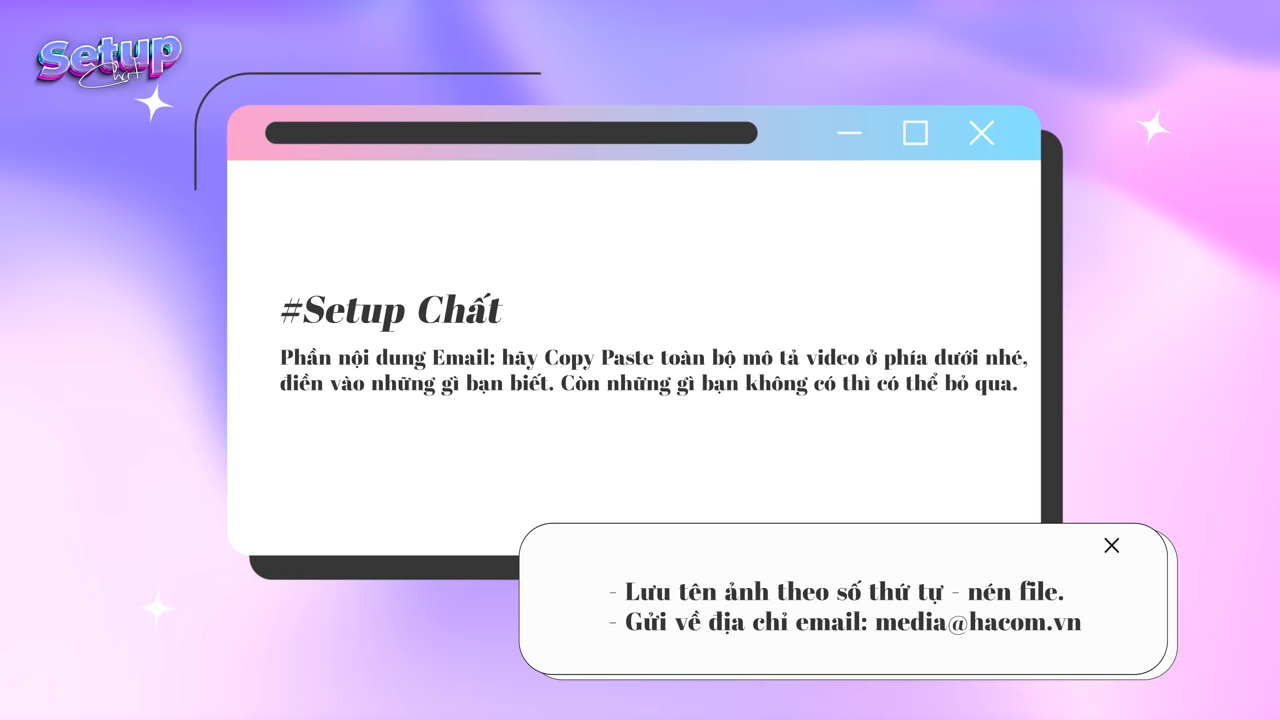 Setup
Chất
#Setup Chất
Phần nội dung Email: hãy Copy Paste toàn bộ mô tả video ở phía dưới nhé,
điền vào những gì bạn biết. Còn những gì bạn không có thì có thể bỏ qua.
- Lưu tên ảnh theo số thứ tự - nén file.
- Gửi về địa chỉ email: media@hacom.vn